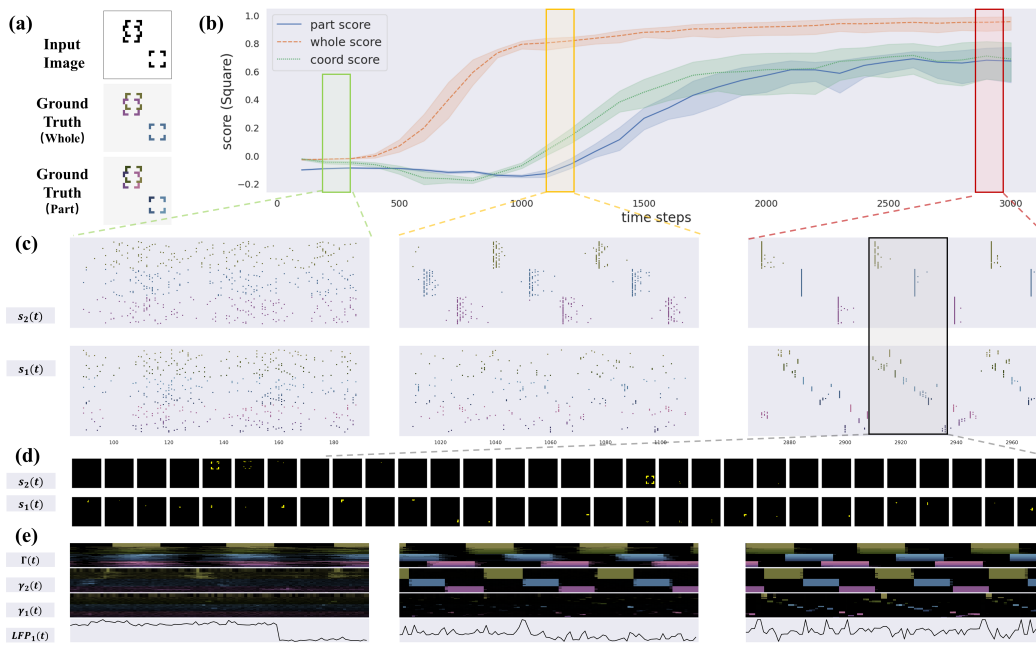 (a)
Input
Image
Ground
Truth
(Whole)
Ground
Truth
(Part)
(b)
part score
whole score
coord score
score (Square)
1.0
0.8
0.6
0.4
0.2
0.0
−0.2
0
500
1000
1500
2000
2500
3000
time steps
(c)
s₂(t)
s₁(t)
100
120
140
160
180
1020
1040
1060
1080
1100
2880
2900
2920
2940
2960
(d)
s₂(t)
s₁(t)
(e)
Γ(t)
γ₂(t)
γ₁(t)
LFP₁(t)